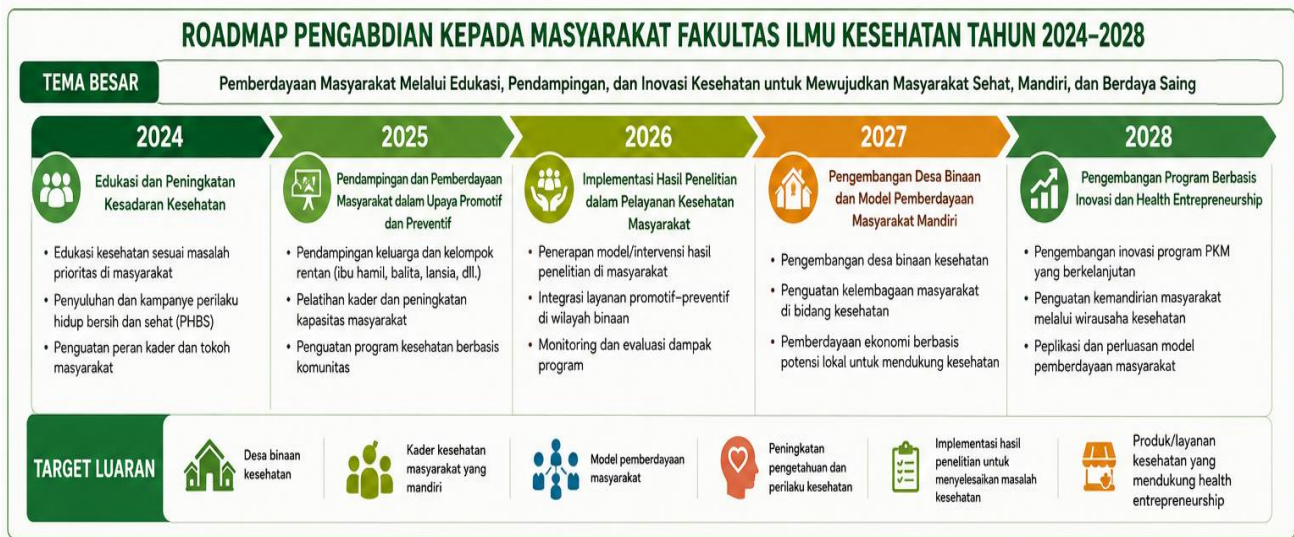 ROADMAP PENGABDIAN KEPADA MASYARAKAT FAKULTAS ILMU KESEHATAN TAHUN 2024–2028
TEMA BESAR
Pemberdayaan Masyarakat Melalui Edukasi, Pendampingan, dan Inovasi Kesehatan untuk Mewujudkan Masyarakat Sehat, Mandiri, dan Berdaya Saing
2024
Edukasi dan Peningkatan
Kesadaran Kesehatan
• Edukasi kesehatan sesuai masalah
prioritas di masyarakat
• Penyuluhan dan kampanye perilaku
hidup bersih dan sehat (PHBS)
• Penguatan peran kader dan tokoh
masyarakat
2025
Pendampingan dan Pemberdayaan
Masyarakat dalam Upaya Promotif
dan Preventif
• Pendampingan keluarga dan kelompok
rentan (ibu hamil, balita, lansia, dll.)
• Pelatihan kader dan peningkatan
kapasitas masyarakat
• Penguatan program kesehatan berbasis
komunitas
2026
Implementasi Hasil Penelitian
dalam Pelayanan Kesehatan
Masyarakat
• Penerapan model/intervensi hasil
penelitian di masyarakat
• Integrasi layanan promotif–preventif
di wilayah binaan
• Monitoring dan evaluasi dampak
program
2027
Pengembangan Desa Binaan
dan Model Pemberdayaan
Masyarakat Mandiri
• Pengembangan desa binaan kesehatan
• Penguatan kelembagaan masyarakat
di bidang kesehatan
• Pemberdayaan ekonomi berbasis
potensi lokal untuk mendukung kesehatan
2028
Pengembangan Program Berbasis
Inovasi dan Health Entrepreneurship
• Pengembangan inovasi program PKM
yang berkelanjutan
• Penguatan kemandirian masyarakat
melalui wirausaha kesehatan
• Peplikasi dan perluasan model
pemberdayaan masyarakat
TARGET LUARAN
Desa binaan
kesehatan
Kader kesehatan
masyarakat yang
mandiri
Model pemberdayaan
masyarakat
Peningkatan
pengetahuan dan
perilaku kesehatan
Implementasi hasil
penelitian untuk
menyelesaikan masalah
kesehatan
Produk/layanan
kesehatan yang
mendukung health
entrepreneurship